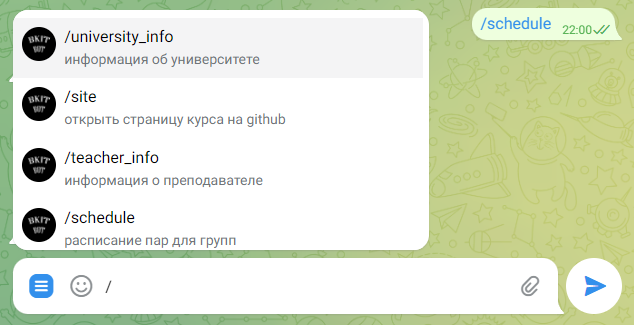 /schedule 22:00
BKIT
BOT
/university_info
информация об университете
BKIT
BOT
/site
открыть страницу курса на github
BKIT
BOT
/teacher_info
информация о преподавателе
BKIT
BOT
/schedule
расписание пар для групп
/